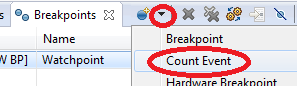 Breakpoints
Name
Breakpoint
W BP] Watchpoint
Count Event
Hardware Breakpoint